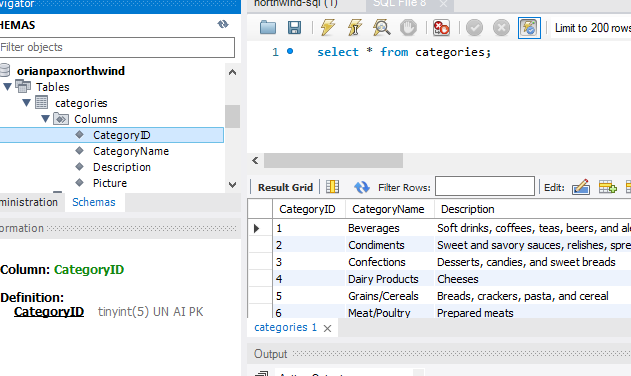 avigator
northwind-sql
SQL File 8
SCHEMAS
Filter objects
Limit to 200 rows
orianpaxnorthwind
Tables
categories
Columns
CategoryID
CategoryName
Description
Picture
1 select * from categories;
ministration Schemas
formation
Column: CategoryID
Definition:
CategoryID tinyint(5) UN AI PK
Result Grid Filter Rows: Edit:
CategoryID CategoryName Description
1 Beverages Soft drinks, coffees, teas, beers, and ale
2 Condiments Sweet and savory sauces, relishes, spre
3 Confections Desserts, candies, and sweet breads
4 Dairy Products Cheeses
5 Grains/Cereals Breads, crackers, pasta, and cereal
6 Meat/Poultry Prepared meats
categories 1
Output